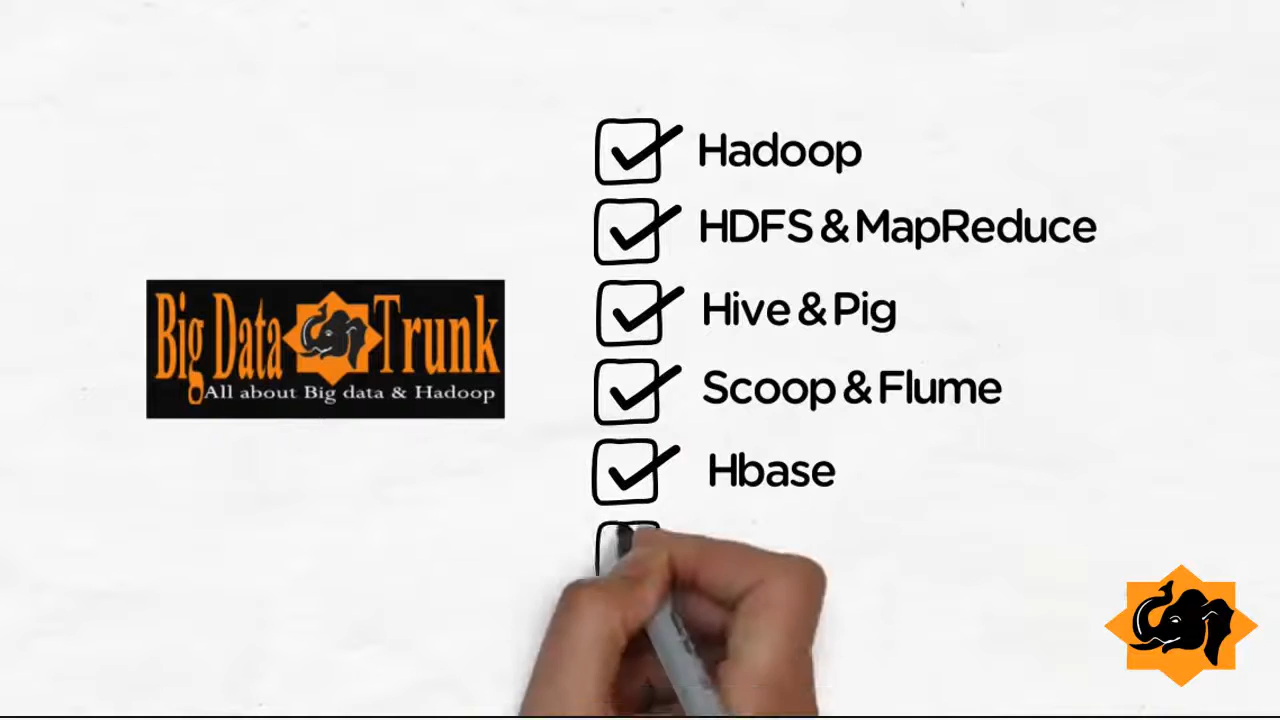 Hadoop
HDFS & MapReduce
Big Data Trunk
Hive & Pig
All about Big data & Hadoop
Scoop & Flume
Hbase